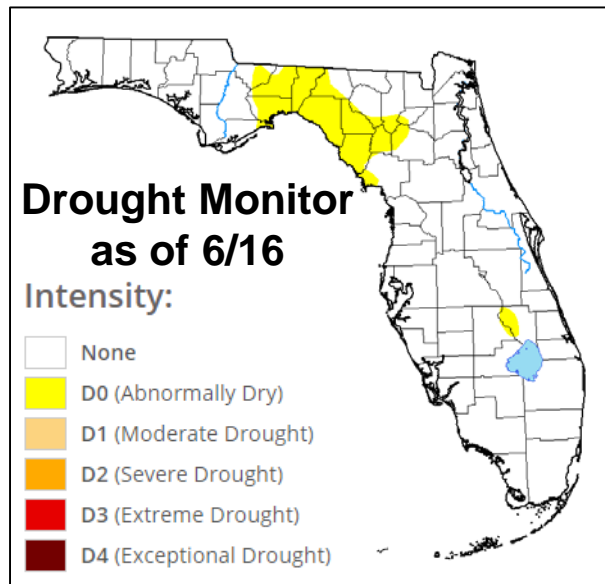 Drought Monitor
as of 6/16
Intensity:
None
D0 (Abnormally Dry)
D1 (Moderate Drought)
D2 (Severe Drought)
D3 (Extreme Drought)
D4 (Exceptional Drought)